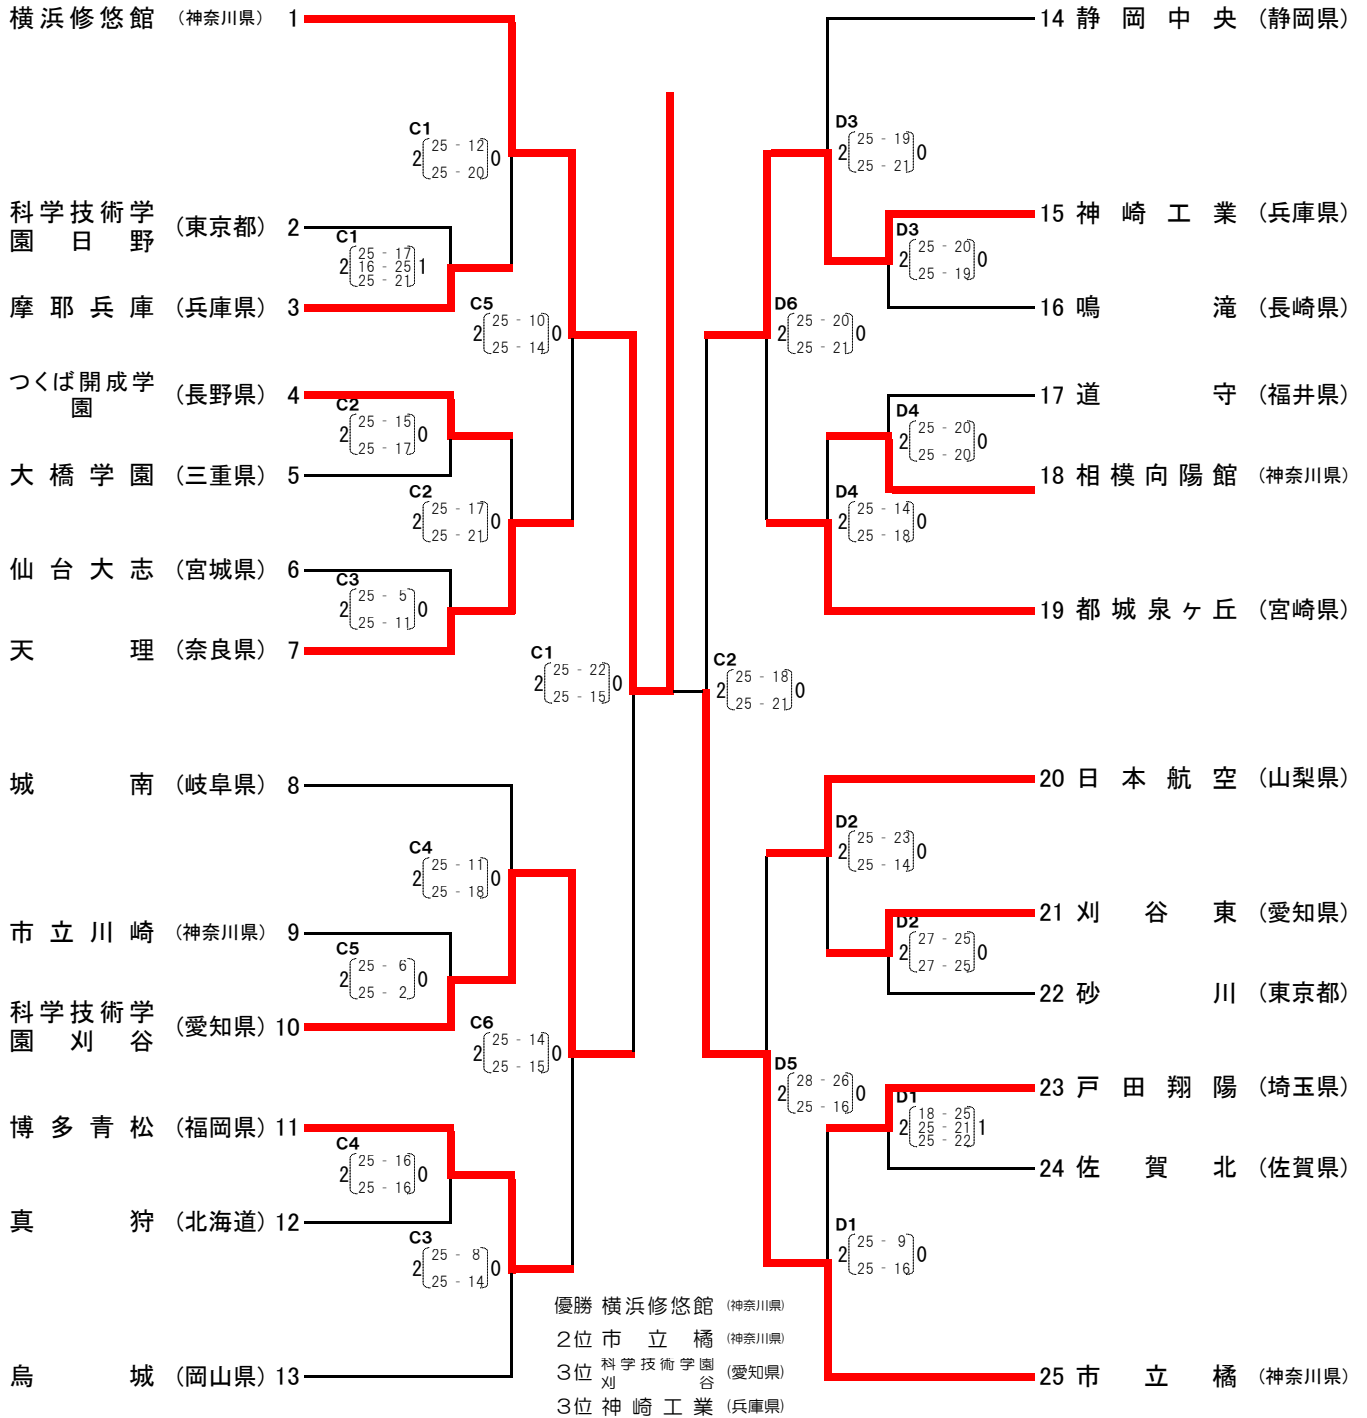 横浜修悠館 （神奈川県） 1
C1
2 25 - 12 0
25 - 20
科学技術学
園日野 （東京都） 2
C1
25 - 17
2 16 - 25 1
25 - 21
摩耶兵庫 （兵庫県） 3
C5
2 25 - 10 0
25 - 14
つくば開成学
園 （長野県） 4
C2
2 25 - 15 0
25 - 17
大橋学園 （三重県） 5
C2
2 25 - 17 0
25 - 21
仙台大志 （宮城県） 6
C3
2 25 - 5 0
25 - 11
天理 （奈良県） 7
C1
2 25 - 22 0
25 - 15
城南 （岐阜県） 8
C4
2 25 - 11 0
25 - 18
市立川崎 （神奈川県） 9
C5
2 25 - 6 0
25 - 2
科学技術学
園刈谷 （愛知県） 10
C6
2 25 - 14 0
25 - 15
博多青松 （福岡県） 11
C4
2 25 - 16 0
25 - 16
真狩 （北海道） 12
C3
2 25 - 8 0
25 - 14
烏城 （岡山県） 13
14 静岡中央 （静岡県）
D3
2 25 - 19 0
25 - 21
15 神崎工業 （兵庫県）
D3
2 25 - 20 0
25 - 19
16 鳴滝 （長崎県）
D6
2 25 - 20 0
25 - 21
17 道守 （福井県）
D4
2 25 - 20 0
25 - 20
18 相模向陽館 （神奈川県）
D4
2 25 - 14 0
25 - 18
19 都城泉ヶ丘 （宮崎県）
C2
2 25 - 18 0
25 - 21
20 日本航空 （山梨県）
D2
2 25 - 23 0
25 - 14
21 刈谷東 （愛知県）
D2
2 27 - 25 0
27 - 25
22 砂川 （東京都）
D5
2 28 - 26 0
25 - 16
23 戸田翔陽 （埼玉県）
D1
18 - 25
2 25 - 21 1
25 - 22
24 佐賀北 （佐賀県）
D1
2 25 - 9 0
25 - 16
25 市立橘 （神奈川県）
優勝 横浜修悠館 （神奈川県）
2位 市立橘 （神奈川県）
3位 科学技術学園
刈谷 （愛知県）
3位 神崎工業 （兵庫県）